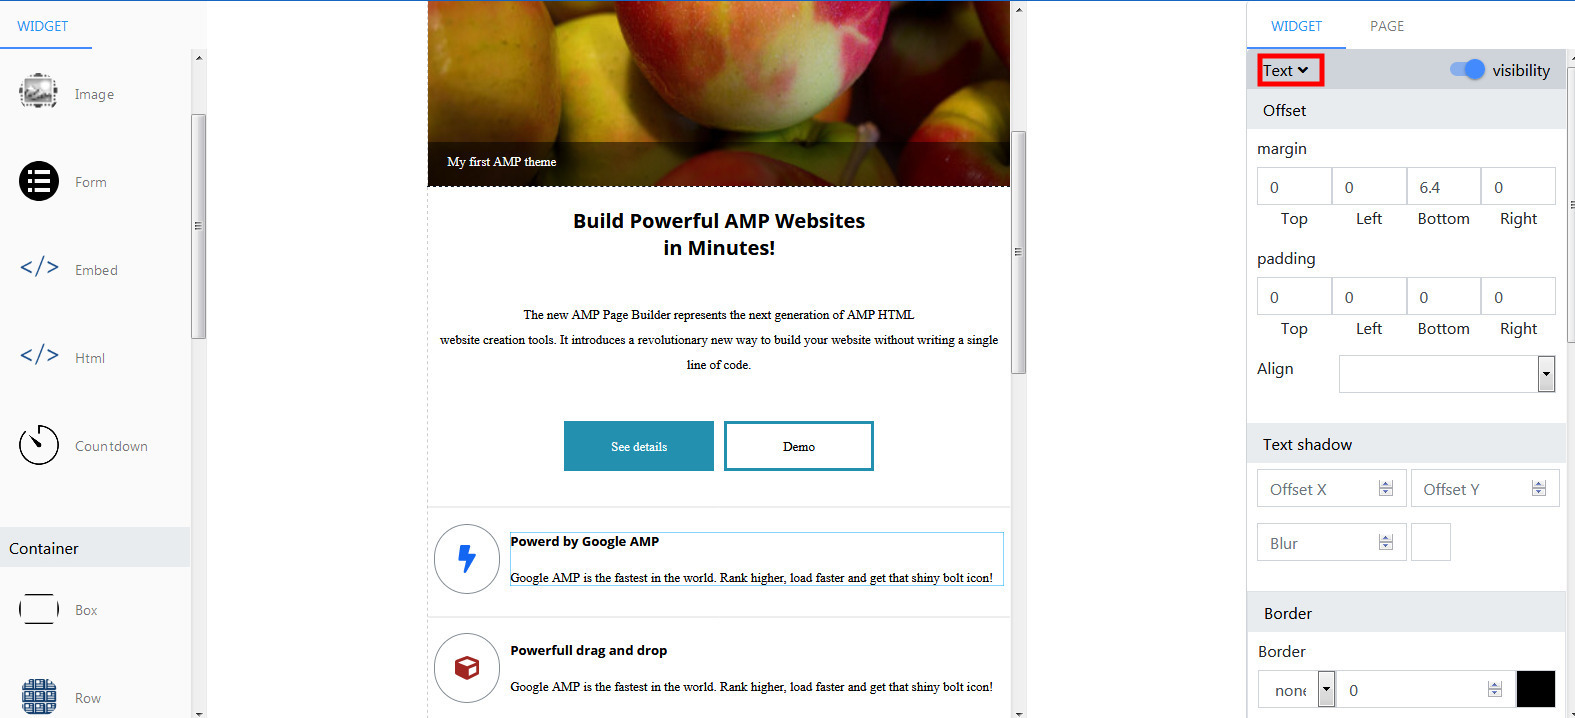 WIDGET
Image
Form
Embed
Html
Countdown
Container
Box
Row
My first AMP theme
Build Powerful AMP Websites
in Minutes!
The new AMP Page Builder represents the next generation of AMP HTML
website creation tools. It introduces a revolutionary new way to build your website without writing a single
line of code.
See details Demo
Powerd by Google AMP
Google AMP is the fastest in the world. Rank higher, load faster and get that shiny bolt icon!
Powerfull drag and drop
Google AMP is the fastest in the world. Rank higher, load faster and get that shiny bolt icon!
WIDGET PAGE
Text visibility
Offset
margin
0 0 6.4 0
Top Left Bottom Right
padding
0 0 0 0
Top Left Bottom Right
Align
Text shadow
Offset X Offset Y
Blur
Border
Border
none 0